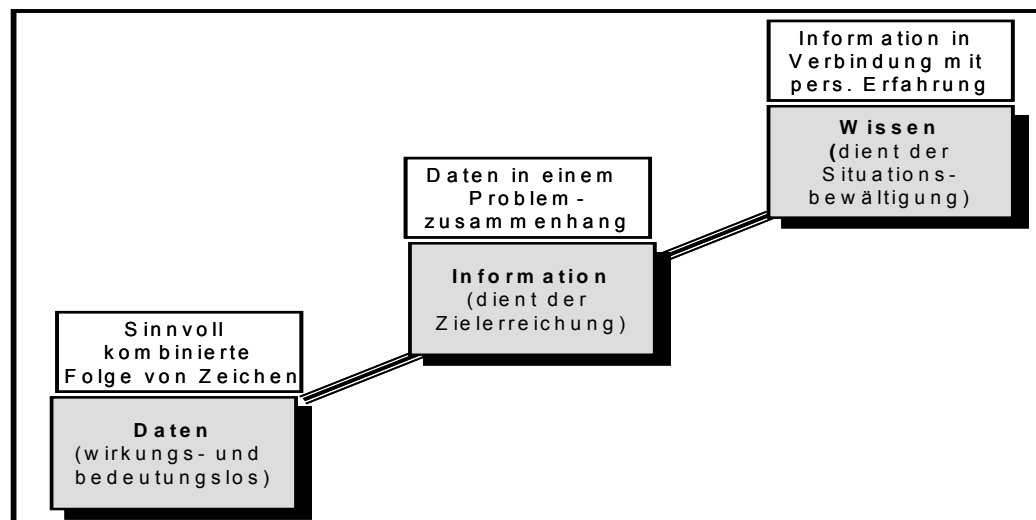 Information in
Verbindung mit
pers. Erfahrung
Wissen
(dient der
Situations-
bewältigung)
Daten in einem
Problem-
zusammenhang
Information
(dient der
Zielerreichung)
Sinnvoll
kombinierte
Folge von Zeichen
Daten
(wirkungs- und
bedeutungslos)